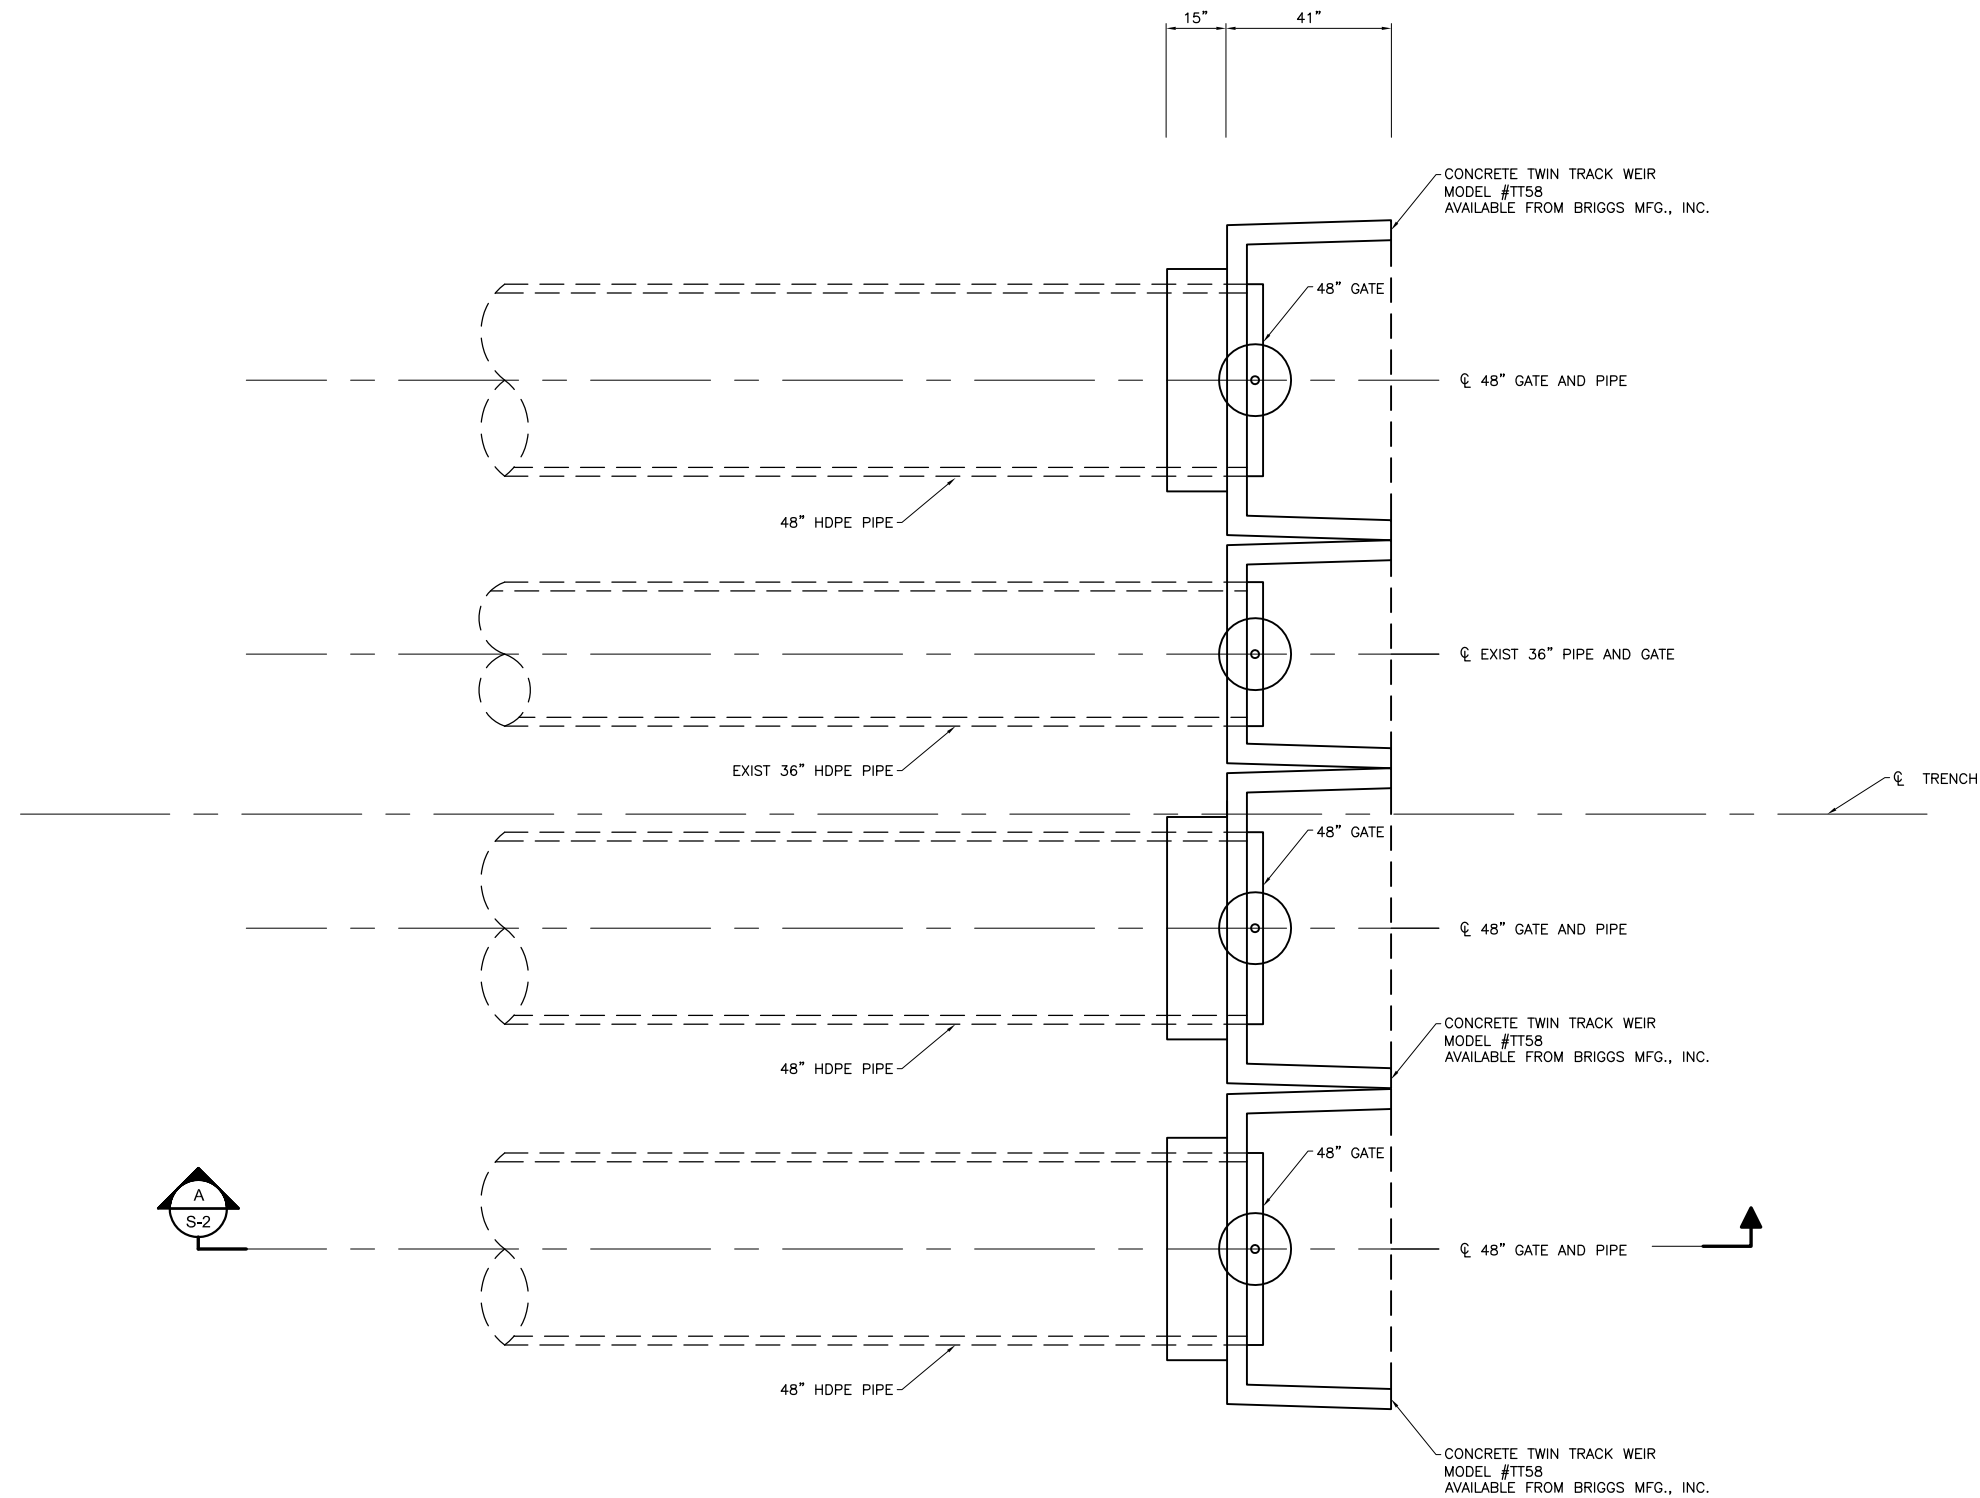 15” 41”
CONCRETE TWIN TRACK WEIR
MODEL #TT58
AVAILABLE FROM BRIGGS MFG., INC.
48” GATE
℄ 48” GATE AND PIPE
48” HDPE PIPE
℄ EXIST 36” PIPE AND GATE
EXIST 36” HDPE PIPE
℄ TRENCH
48” GATE
℄ 48” GATE AND PIPE
CONCRETE TWIN TRACK WEIR
MODEL #TT58
AVAILABLE FROM BRIGGS MFG., INC.
48” HDPE PIPE
48” GATE
A
S-2
℄ 48” GATE AND PIPE
48” HDPE PIPE
CONCRETE TWIN TRACK WEIR
MODEL #TT58
AVAILABLE FROM BRIGGS MFG., INC.